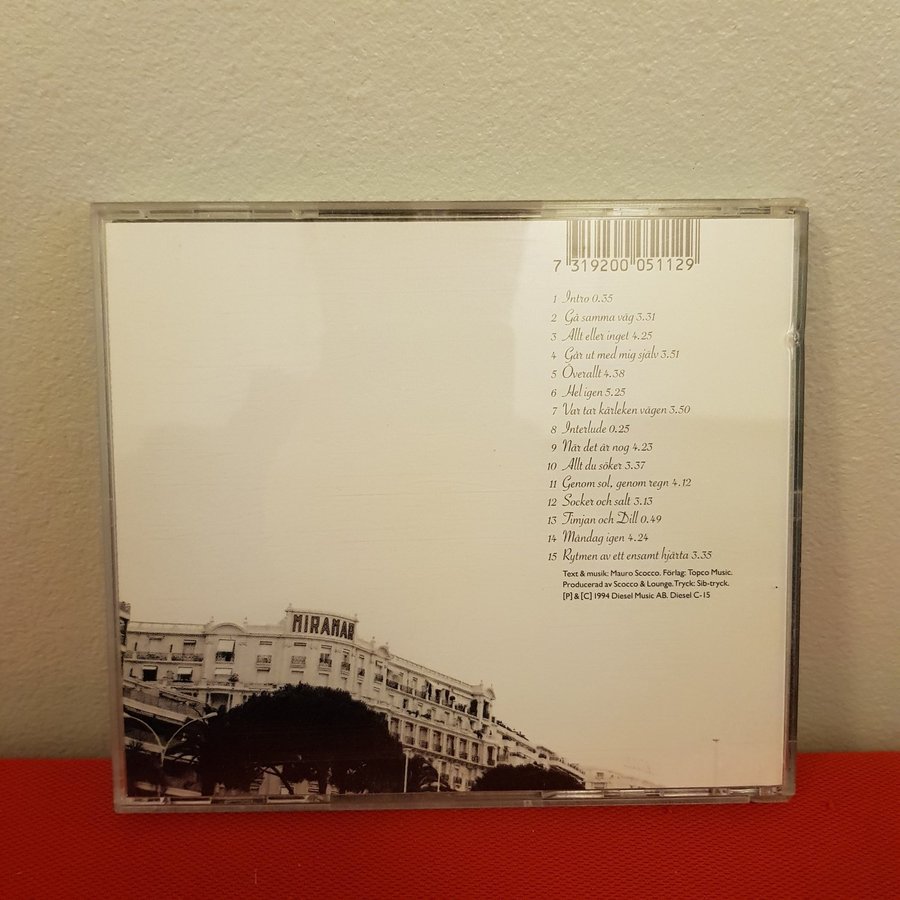 7 319200 051129
1 Intro 0.35
2 Gå samma väg 3.31
3 Allt eller inget 4.25
4 Går ut med mig själv 3.51
5 Överallt 4.38
6 Hel igen 5.25
7 Var tar kärleken vägen 3.50
8 Interlude 0.25
9 När det är nog 4.23
10 Allt du söker 3.37
11 Genom sol, genom regn 4.12
12 Socker och salt 3.13
13 Timjan och Dill 0.49
14 Måndag igen 4.24
15 Rytmen av ett ensamt hjärta 3.35
Text & musik: Mauro Scocco. Förlag: Topco Music.
Producerad av Scocco & Lounge. Tryck: Sib-tryck.
[P] & [C] 1994 Diesel Music AB. Diesel C-15
MIRAMAR